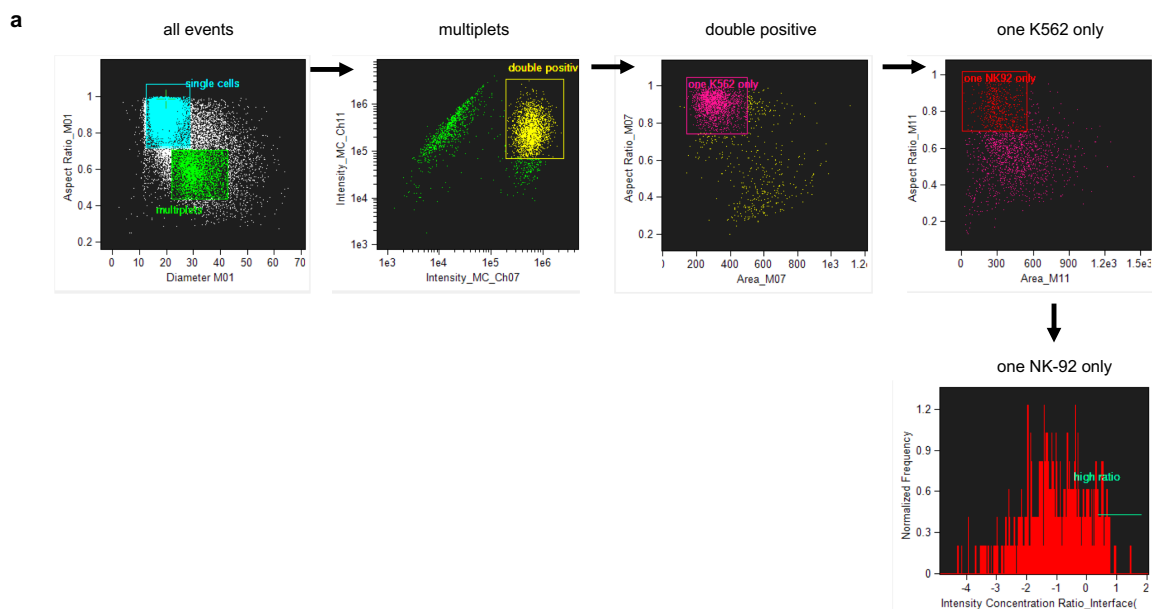 a
all events
multiplets
double positive
one K562 only
single cells
multiplets
Aspect Ratio_M01
1
0.8
0.6
0.4
0.2
0 10 20 30 40 50 60 70
Diameter M01
double positiv
Intensity_MC_Ch11
1e6
1e5
1e4
1e3
1e3 1e4 1e5 1e6
Intensity_MC_Ch07
one K562 only
Aspect Ratio_M07
1
0.8
0.6
0.4
0.2
) 200 400 600 800 1e3 1.2
Area_M07
one NK92 only
Aspect Ratio_M11
1
0.8
0.6
0.4
0.2
0 300 600 900 1.2e3 1.5e3
Area_M11
one NK-92 only
high ratio
Normalized Frequency
1.2
0.9
0.6
0.3
0
-4 -3 -2 -1 0 1 2
Intensity Concentration Ratio_Interface(